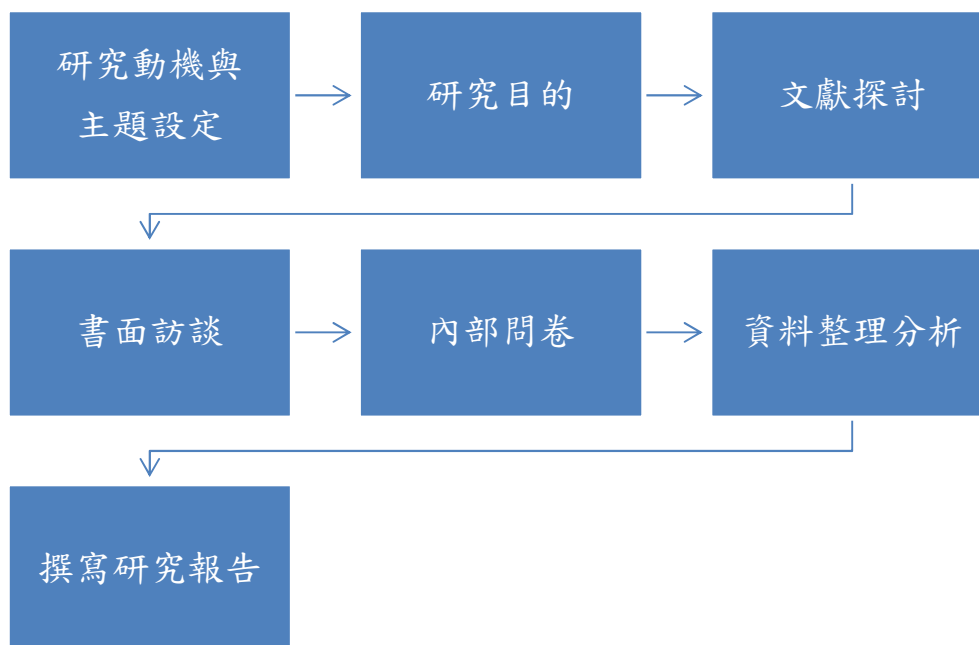 研究動機與
主題設定
研究目的
文獻探討
書面訪談
內部問卷
資料整理分析
撰寫研究報告